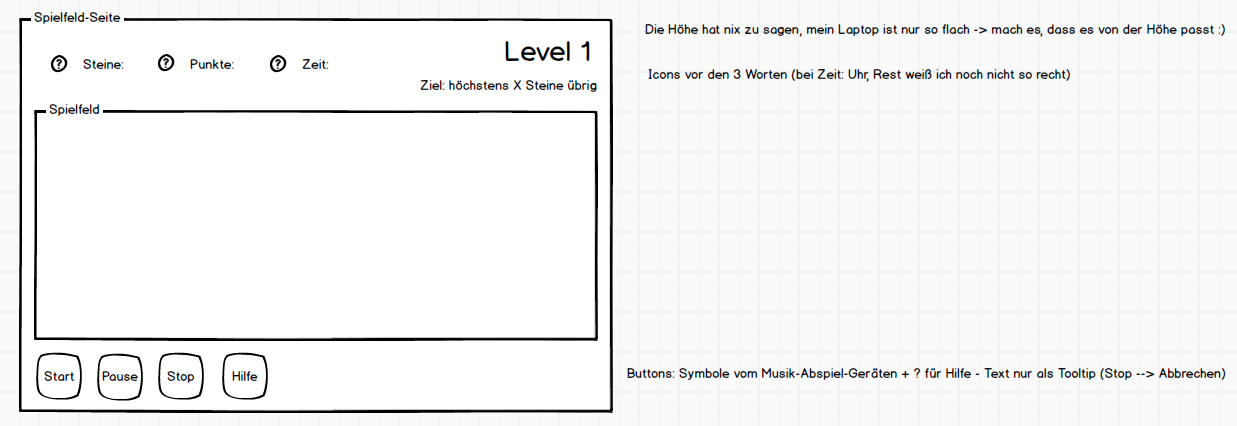 Spielfeld-Seite
Die Höhe hat nix zu sagen, mein Laptop ist nur so flach -> mach es, dass es von der Höhe passt :)
Level 1
? Steine: ? Punkte: ? Zeit:
Icons vor den 3 Worten (bei Zeit: Uhr, Rest weiß ich noch nicht so recht)
Ziel: höchstens X Steine übrig
Spielfeld
Start Pause Stop Hilfe
Buttons: Symbole vom Musik-Abspiel-Geräten + ? für Hilfe - Text nur als Tooltip (Stop --> Abbrechen)